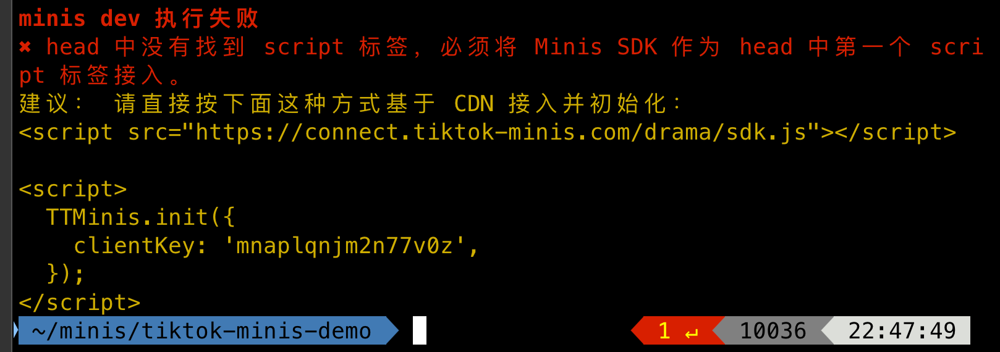 minis dev 执行失败
✖ head 中没有找到 script 标签，必须将 Minis SDK 作为 head 中第一个 scri
pt 标签接入。
建议： 请直接按下面这种方式基于 CDN 接入并初始化：
<script src="https://connect.tiktok-minis.com/drama/sdk.js"></script>
<script>
  TTMinis.init({
    clientKey: 'mnaplqnjm2n77v0z',
  });
</script>
~/minis/tiktok-minis-demo 1 ↵ 10036 22:47:49